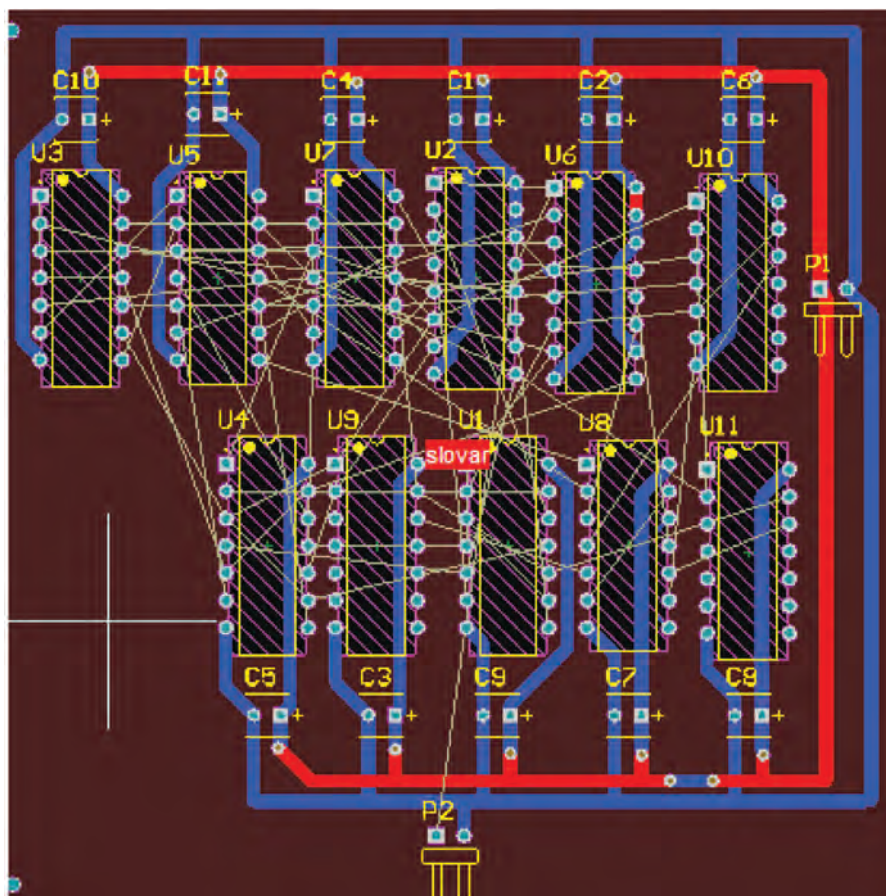 C10 C11 C4 C1 C2 C6
U3 U5 U7 U2 U6 U10
P1
U4 U9 U1 U8 U11
slovar
C5 C3 C9 C7 C8
P2